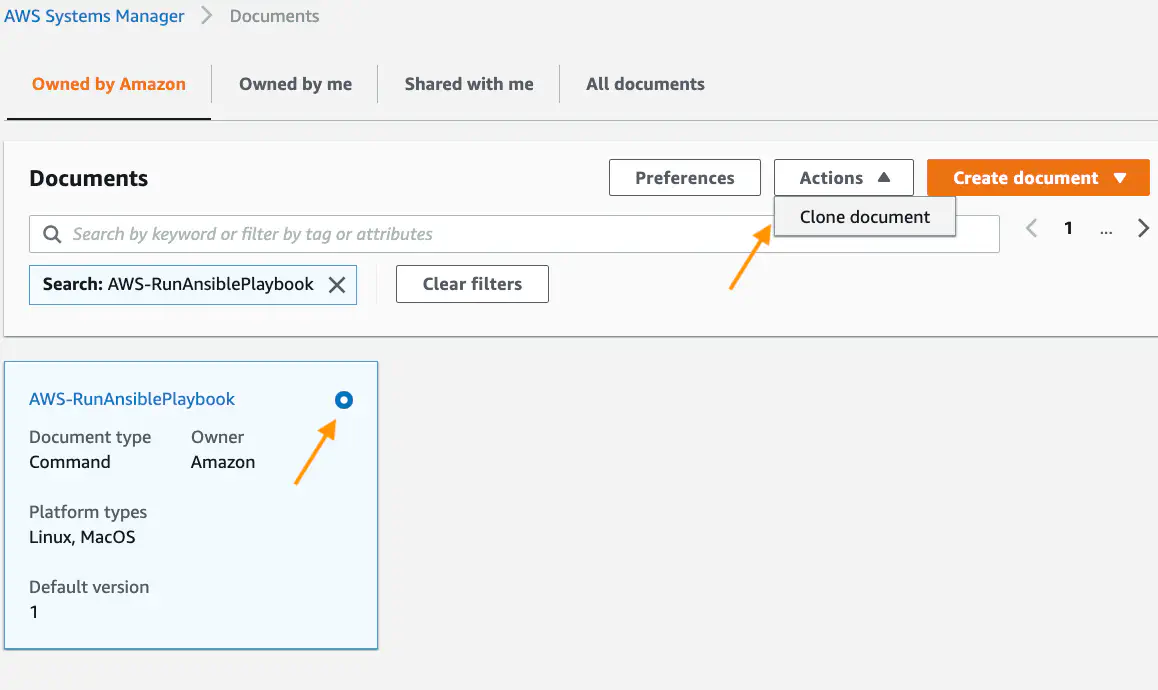 AWS Systems Manager Documents
Owned by Amazon Owned by me Shared with me All documents
Documents Preferences Actions Create document
Clone document
Search by keyword or filter by tag or attributes 1 ...
Search: AWS-RunAnsiblePlaybook Clear filters
AWS-RunAnsiblePlaybook
Document type Owner
Command Amazon
Platform types
Linux, MacOS
Default version
1